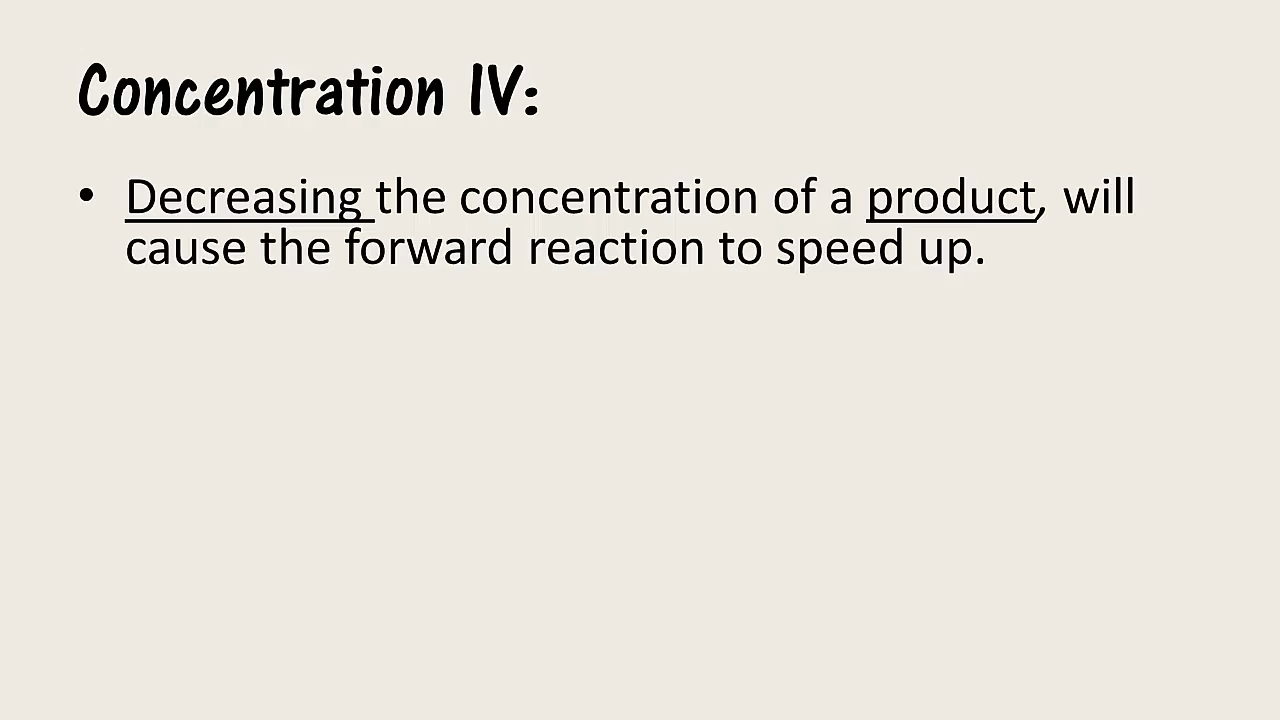 Concentration IV:
• Decreasing the concentration of a product, will
cause the forward reaction to speed up.